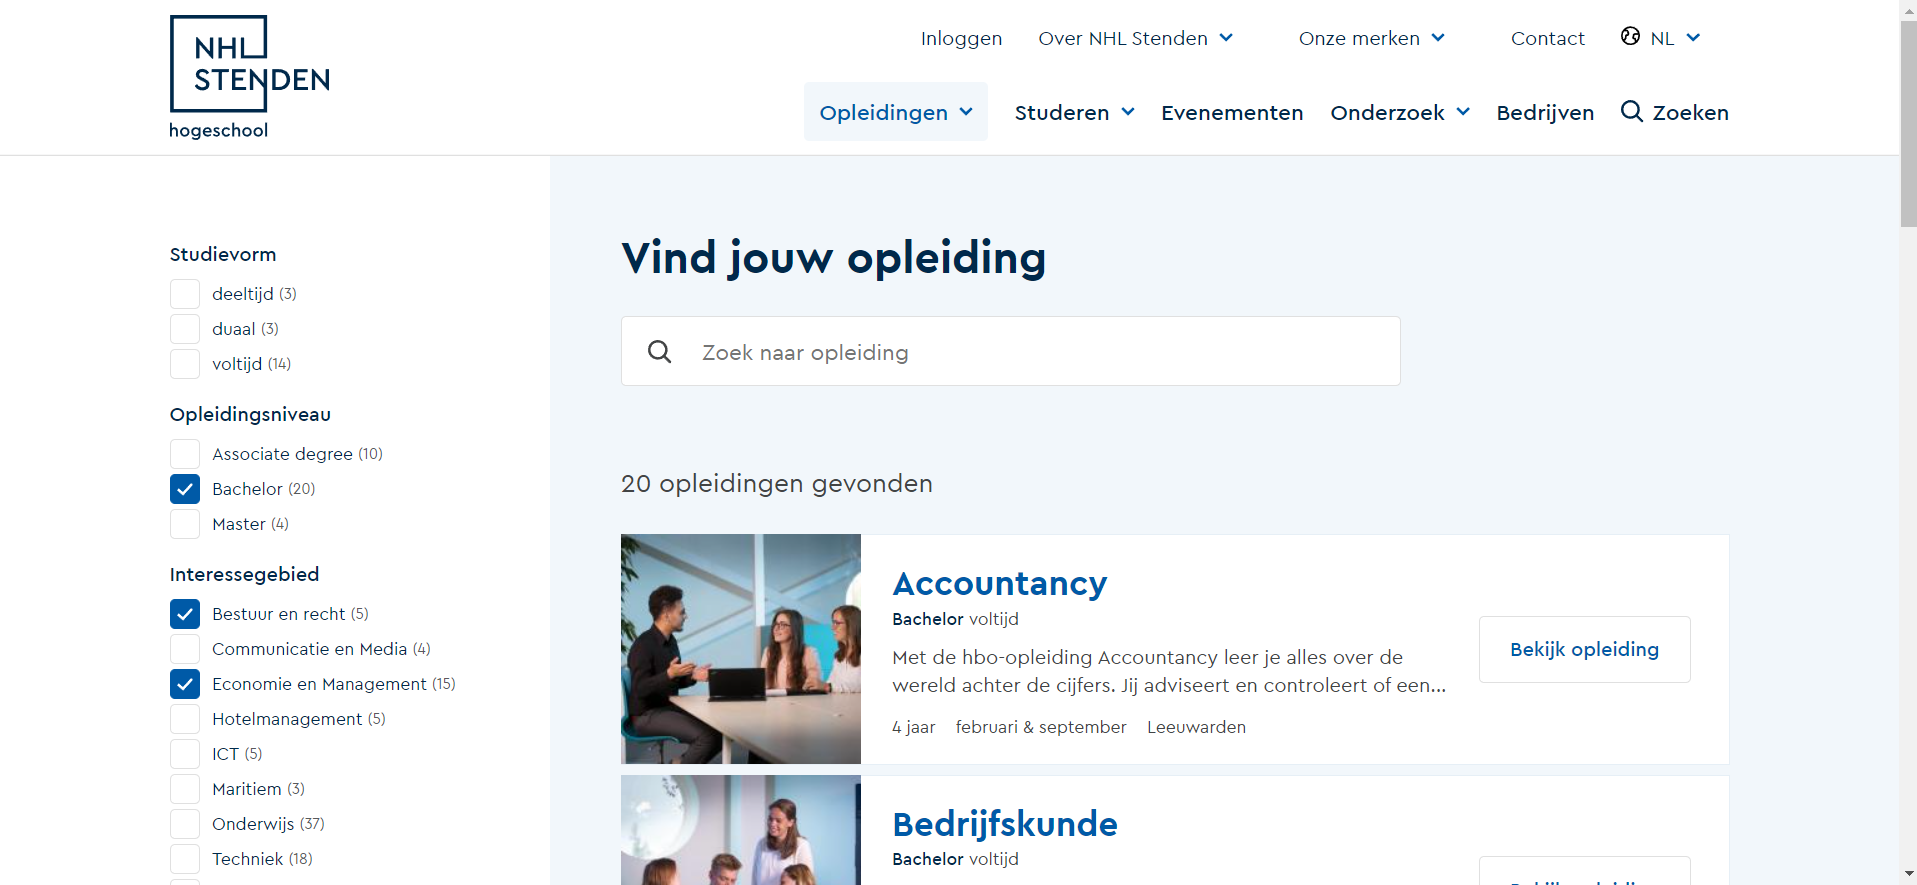 NHL
STENDEN
hogeschool
Inloggen
Over NHL Stenden
Onze merken
Contact
NL
Opleidingen
Studeren
Evenementen
Onderzoek
Bedrijven
Zoeken
Studievorm
deeltijd (3)
duaal (3)
voltijd (14)
Opleidingsniveau
Associate degree (10)
Bachelor (20)
Master (4)
Interessegebied
Bestuur en recht (5)
Communicatie en Media (4)
Economie en Management (15)
Hotelmanagement (5)
ICT (5)
Maritiem (3)
Onderwijs (37)
Techniek (18)
Vind jouw opleiding
Zoek naar opleiding
20 opleidingen gevonden
Accountancy
Bachelor voltijd
Met de hbo-opleiding Accountancy leer je alles over de
wereld achter de cijfers. Jij adviseert en controleert of een...
4 jaar februari & september Leeuwarden
Bekijk opleiding
Bedrijfskunde
Bachelor voltijd